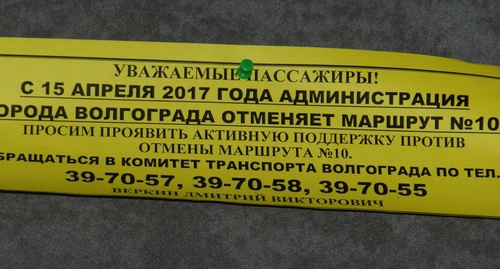 УВАЖАЕМЫЕ ПАССАЖИРЫ!
С 15 АПРЕЛЯ 2017 ГОДА АДМИНИСТРАЦИЯ
ОРОДА ВОЛГОГРАДА ОТМЕНЯЕТ МАРШРУТ №10
ПРОСИМ ПРОЯВИТЬ АКТИВНУЮ ПОДДЕРЖКУ ПРОТИВ
ОТМЕНЫ МАРШРУТА №10.
БРАЩАТЬСЯ В КОМИТЕТ ТРАНСПОРТА ВОЛГОГРАДА ПО ТЕЛ.
39-70-57, 39-70-58, 39-70-55
ВЕРКИН ДМИТРИЙ ВИКТОРОВИЧ